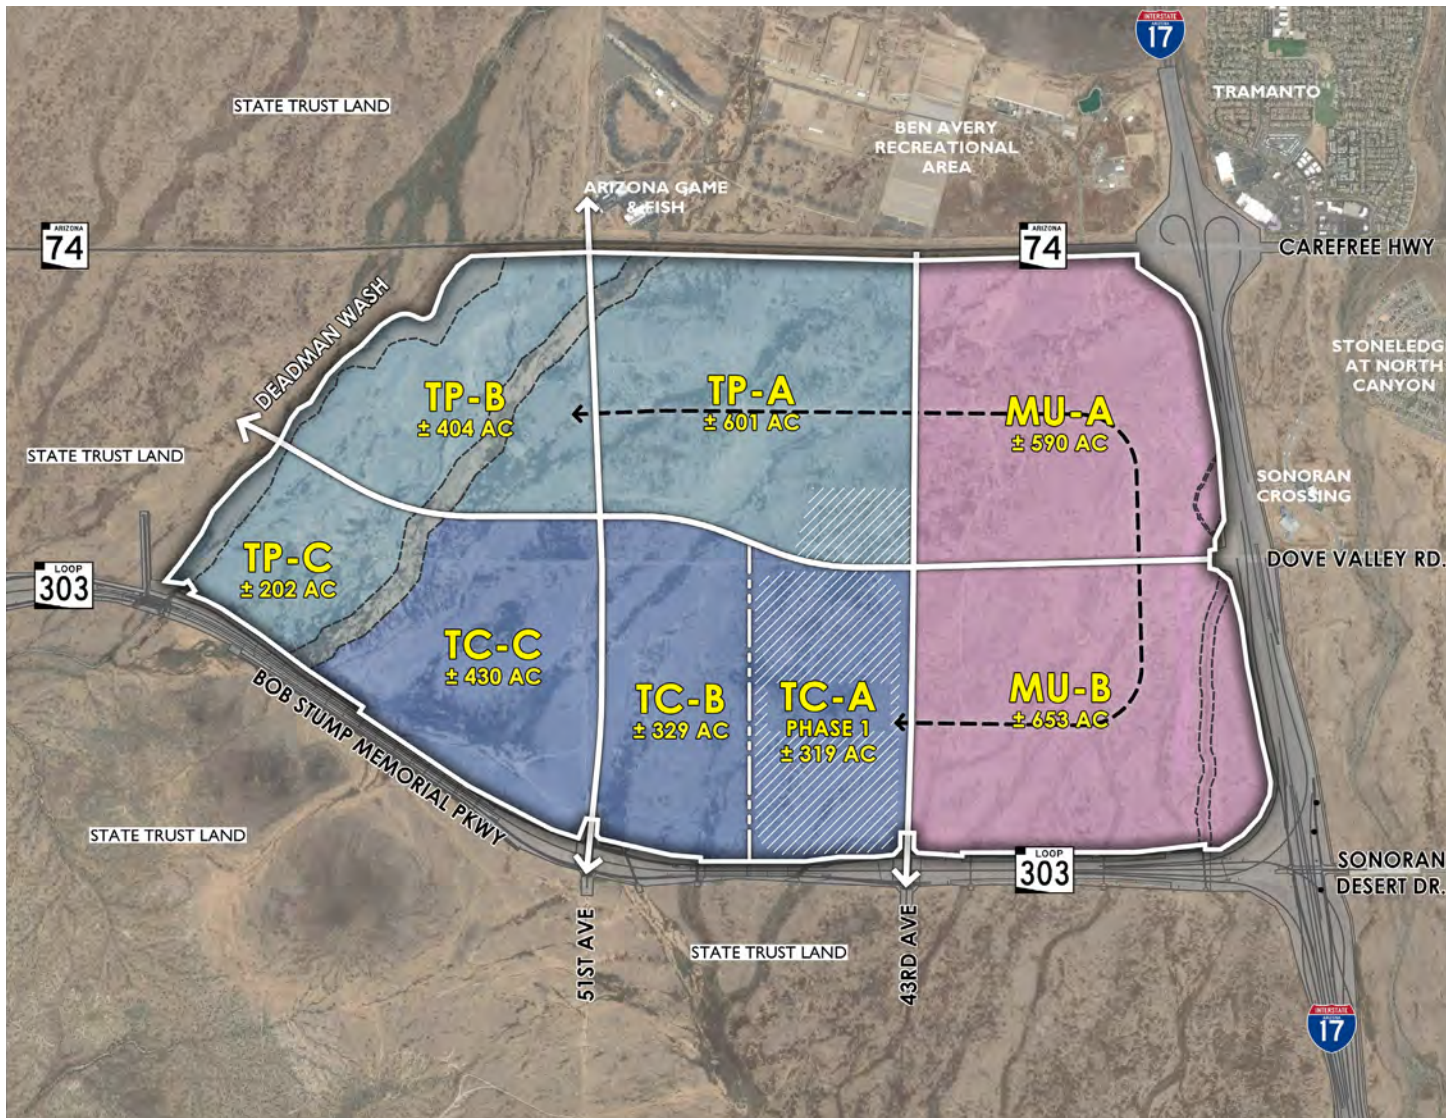 INTERSTATE
ARIZONA
17
TRAMANTO
STATE TRUST LAND
BEN AVERY
RECREATIONAL
AREA
ARIZONA GAME
& FISH
ARIZONA
74
ARIZONA
74
CAREFREE HWY
DEADMAN WASH
STONELEDG
AT NORTH
CANYON
TP-B
± 404 AC
TP-A
± 601 AC
MU-A
± 590 AC
STATE TRUST LAND
SONORAN
CROSSING
TP-C
± 202 AC
LOOP
303
DOVE VALLEY RD.
TC-C
± 430 AC
TC-B
± 329 AC
TC-A
PHASE 1
± 319 AC
MU-B
± 653 AC
BOB STUMP MEMORIAL PKWY
STATE TRUST LAND
LOOP
303
SONORAN
DESERT DR.
51ST AVE
43RD AVE
STATE TRUST LAND
INTERSTATE
ARIZONA
17